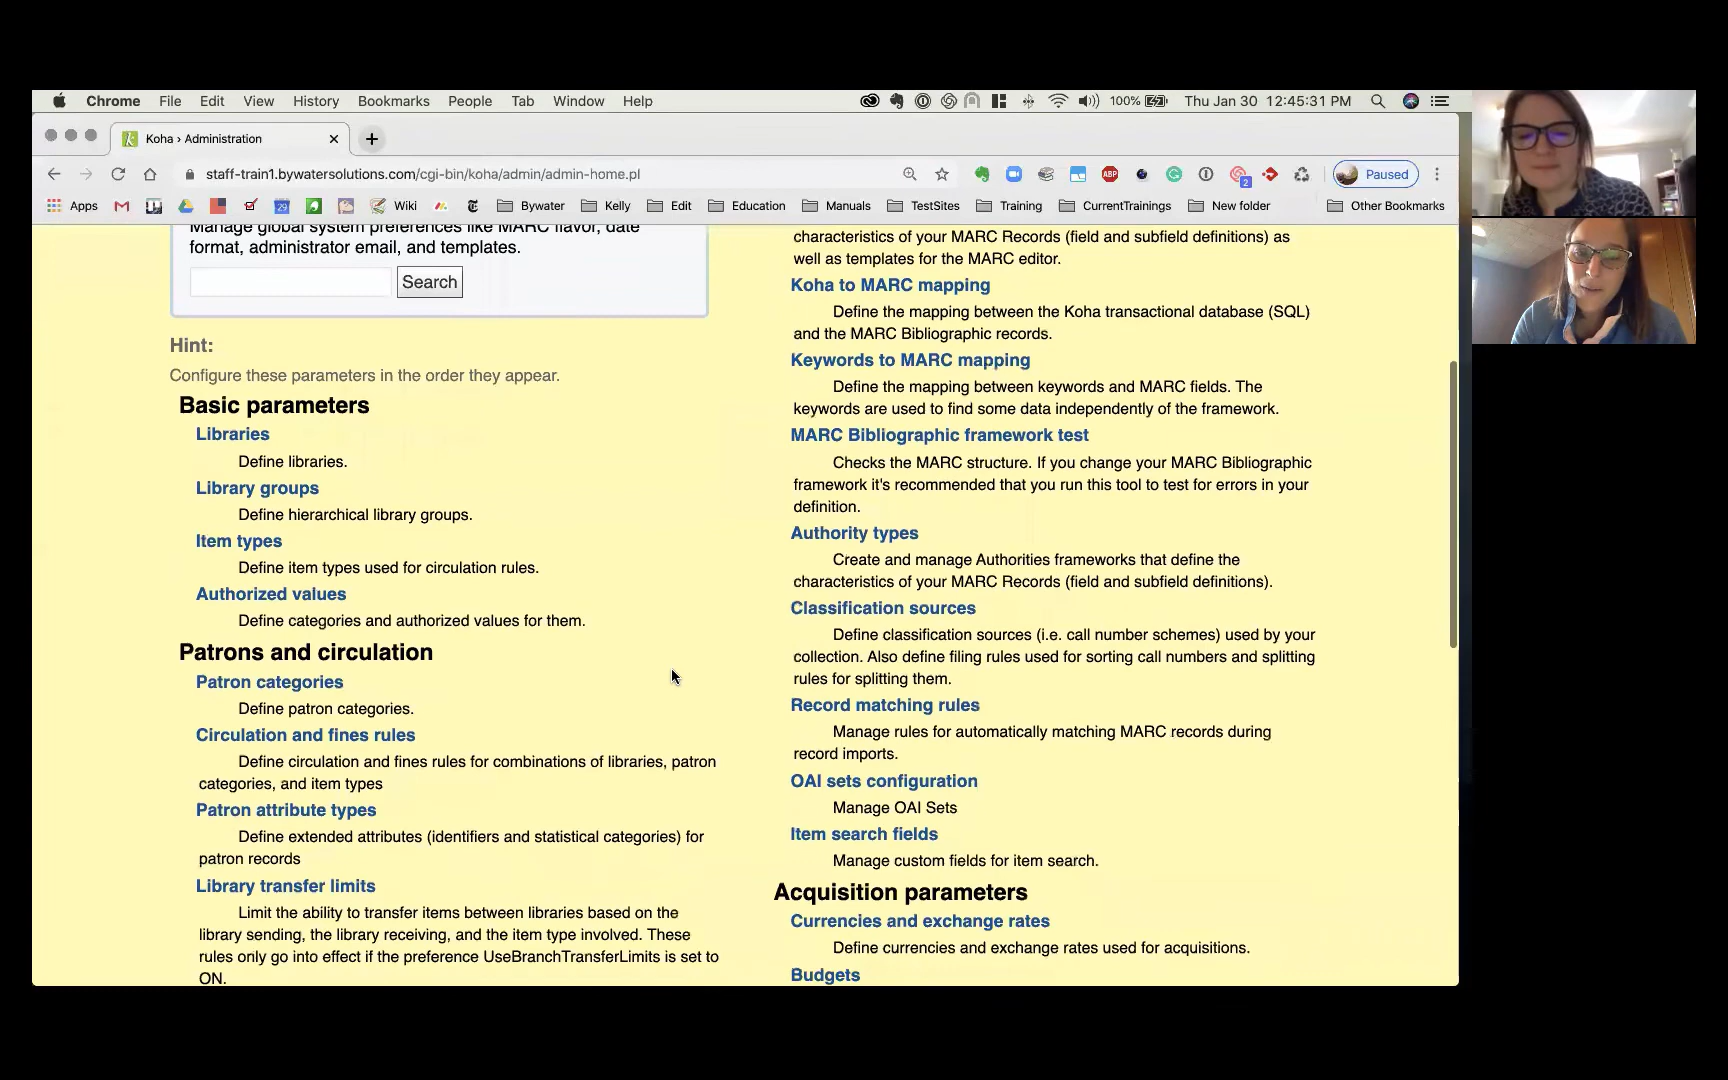 Chrome File Edit View History Bookmarks People Tab Window Help 100% Thu Jan 30 12:45:31 PM
Koha › Administration
staff-train1.bywatersolutions.com/cgi-bin/koha/admin/admin-home.pl Paused
Apps Wiki Bywater Kelly Edit Education Manuals TestSites Training CurrentTrainings New folder Other Bookmarks
Manage global system preferences like MARC flavor, date
format, administrator email, and templates.
Search
Hint:
Configure these parameters in the order they appear.
Basic parameters
Libraries
Define libraries.
Library groups
Define hierarchical library groups.
Item types
Define item types used for circulation rules.
Authorized values
Define categories and authorized values for them.
Patrons and circulation
Patron categories
Define patron categories.
Circulation and fines rules
Define circulation and fines rules for combinations of libraries, patron
categories, and item types
Patron attribute types
Define extended attributes (identifiers and statistical categories) for
patron records
Library transfer limits
Limit the ability to transfer items between libraries based on the
library sending, the library receiving, and the item type involved. These
rules only go into effect if the preference UseBranchTransferLimits is set to
ON.
characteristics of your MARC Records (field and subfield definitions) as
well as templates for the MARC editor.
Koha to MARC mapping
Define the mapping between the Koha transactional database (SQL)
and the MARC Bibliographic records.
Keywords to MARC mapping
Define the mapping between keywords and MARC fields. The
keywords are used to find some data independently of the framework.
MARC Bibliographic framework test
Checks the MARC structure. If you change your MARC Bibliographic
framework it's recommended that you run this tool to test for errors in your
definition.
Authority types
Create and manage Authorities frameworks that define the
characteristics of your MARC Records (field and subfield definitions).
Classification sources
Define classification sources (i.e. call number schemes) used by your
collection. Also define filing rules used for sorting call numbers and splitting
rules for splitting them.
Record matching rules
Manage rules for automatically matching MARC records during
record imports.
OAI sets configuration
Manage OAI Sets
Item search fields
Manage custom fields for item search.
Acquisition parameters
Currencies and exchange rates
Define currencies and exchange rates used for acquisitions.
Budgets